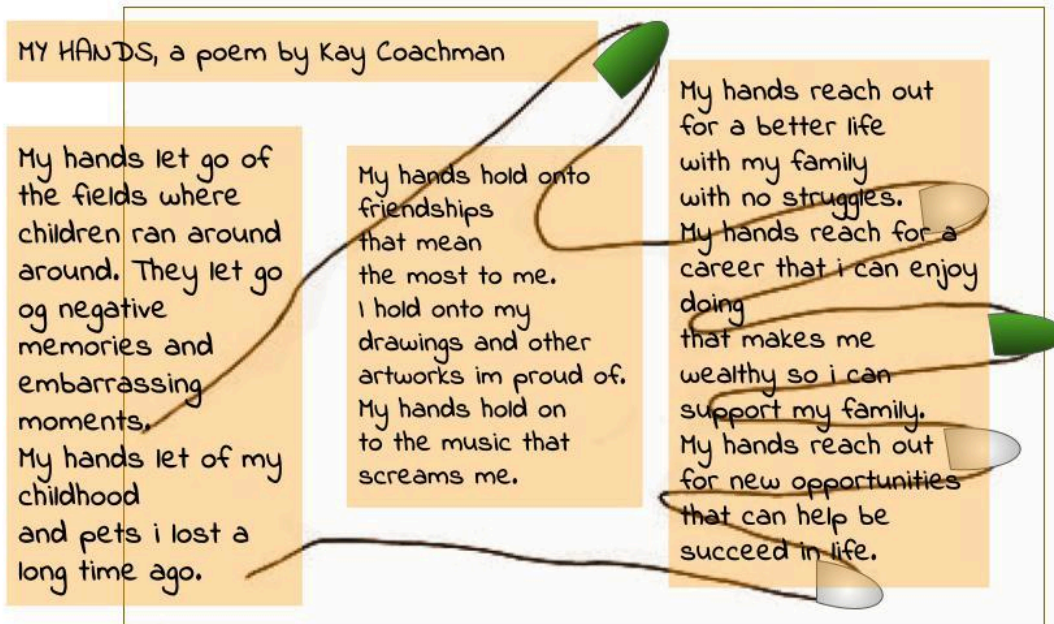 MY HANDS, a poem by Kay Coachman
My hands let go of
the fields where
children ran around
around. They let go
og negative
memories and
embarrassing
moments.
My hands let of my
childhood
and pets i lost a
long time ago.
My hands hold onto
friendships
that mean
the most to me.
I hold onto my
drawings and other
artworks im proud of.
My hands hold on
to the music that
screams me.
My hands reach out
for a better life
with my family
with no struggles.
My hands reach for a
career that i can enjoy
doing
that makes me
wealthy so i can
support my family.
My hands reach out
for new opportunities
that can help be
succeed in life.